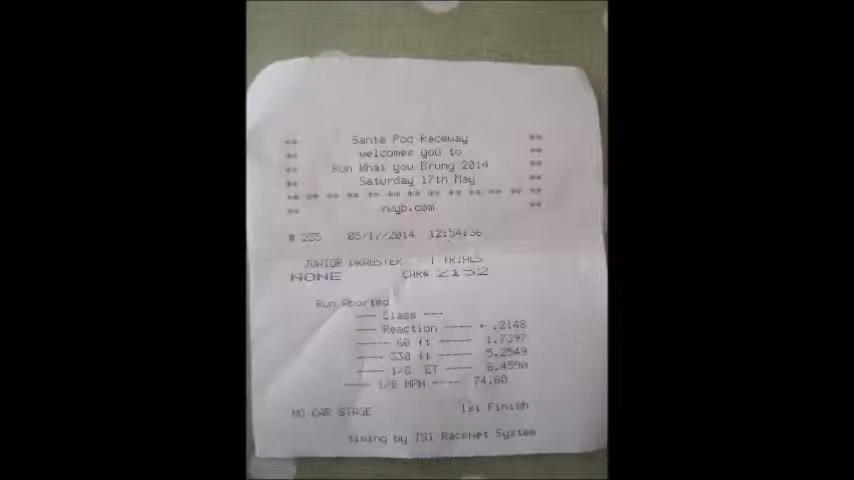 ** Santa Pod Raceway **
** welcomes you to **
** Run What you Brung 2014 **
** Saturday 17th May **
** ** ** ** ** ** ** ** ** ** ** ** **
** rwyb.com **
# 255 05/17/2014 12:54:36
JUNIOR DRAGSTER T TRIALS
NONE CAR# 2152
Run Aborted
---- Class ----
---- Reaction ---- + .2148
----- 60 ft ----- 1.7397
---- 330 ft ---- 5.2549
---- 1/8 ET ---- 8.4590
---- 1/8 MPH ---- 74.60
NO CAR STAGE 1st Finish
timing by TSI Racenet System